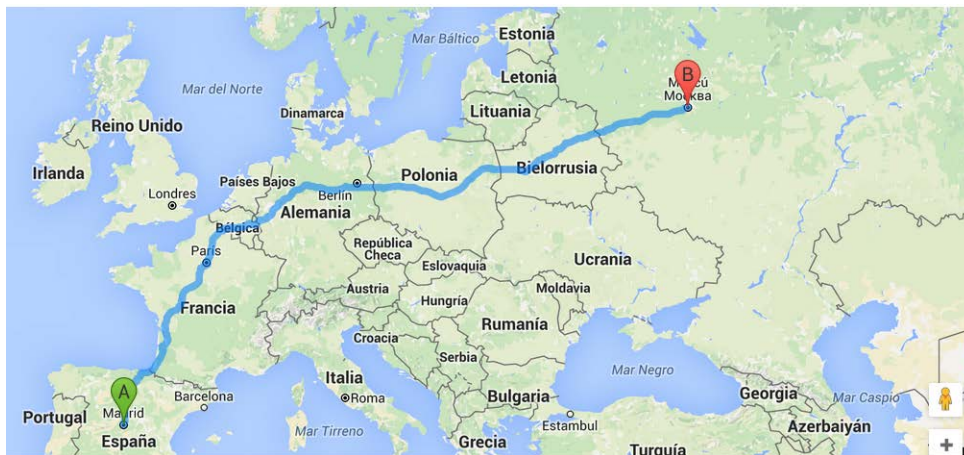 Mar Báltico
Estonia
B
Letonia
Moscú
Москва
Mar del Norte
Dinamarca
Lituania
Reino Unido
Irlanda
Países Bajos
Polonia
Bielorrusia
Londres
Berlín
Alemania
Bélgica
París
República
Checa
Eslovaquia
Ucrania
Austria
Francia
Hungría
Moldavia
Rumanía
Croacia
Serbia
A
Italia
Mar Negro
Barcelona
Roma
Bulgaria
Georgia
Mar Caspio
Portugal
Madrid
Estambul
Azerbaiyán
España
Mar Tirreno
Grecia
Turquía
+